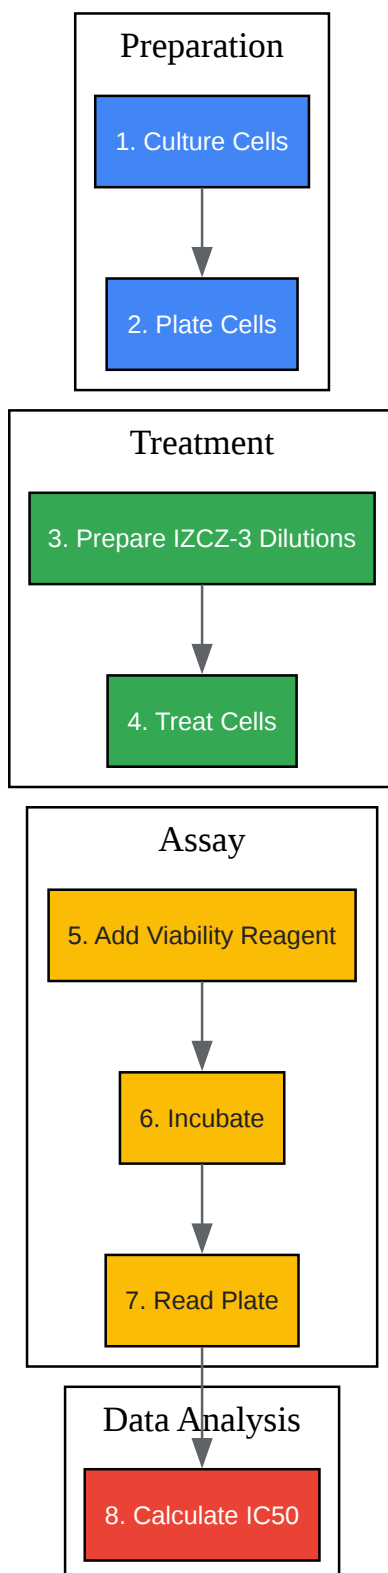 Preparation
1. Culture Cells
2. Plate Cells
Treatment
3. Prepare IZCZ-3 Dilutions
4. Treat Cells
Assay
5. Add Viability Reagent
6. Incubate
7. Read Plate
Data Analysis
8. Calculate IC50